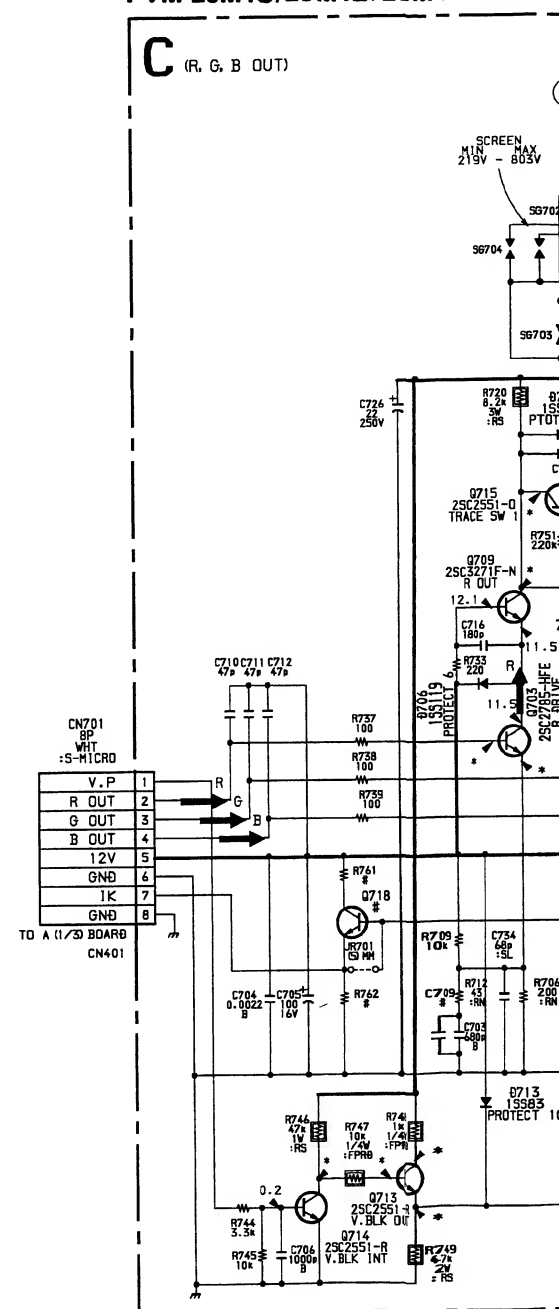 C (R, G, B OUT)
SCREEN
MIN MAX
219V - 803V
SG702
SG704
SG703
C726
22
250V
R720
8.2k
3W
:RS
Q715
2SC2551-O
TRACE SW 1
R751
220k
Q709
2SC3271F-N
R OUT
12.1
C716
180p
11.5
R733
220
R
D706
1SS119
PROTECT 6
11.5
Q703
2SC2785-HFE
R DRIVE
C710 C711 C712
47p 47p 47p
R737
100
R738
100
R739
100
CN701
8P
WHT
:S-MICRO
V.P 1
R OUT 2
G OUT 3
B OUT 4
12V 5
GND 6
IK 7
GND 8
R
G
B
TO A (1/3) BOARD
CN401
R761
#
Q718
#
JR701
(5) MM
R762
#
C704
0.0022
B
C705
100
16V
R709
10k
C734
68p
:SL
C709
#
R712
43
:RN
R706
200
:RN
C703
680p
B
D713
1SS83
PROTECT 10
R746
47k
1W
:RS
R747
10k
1/4W
:FPRD
1k
1/4W
:FPRD
0.2
Q713
2SC2551-R
V.BLK OUT
R744
3.3k
Q714
2SC2551-R
V.BLK INT
R745
10k
C706
1000p
B
R749
4.7k
2W
:RS